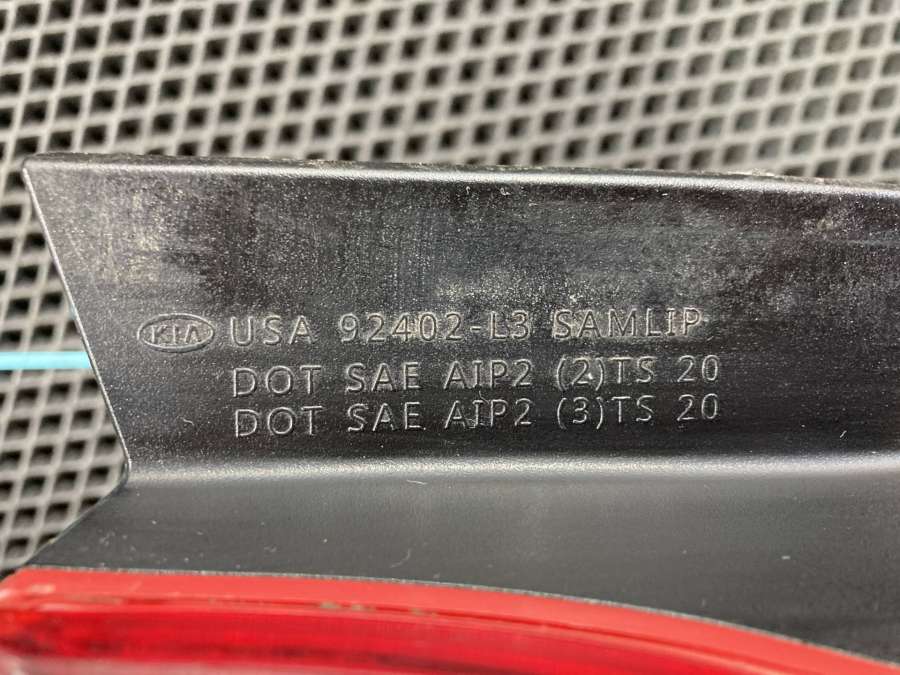 KIA USA 92402-L3 SAMLIP
DOT SAE AIP2 (2)TS 20
DOT SAE AIP2 (3)TS 20